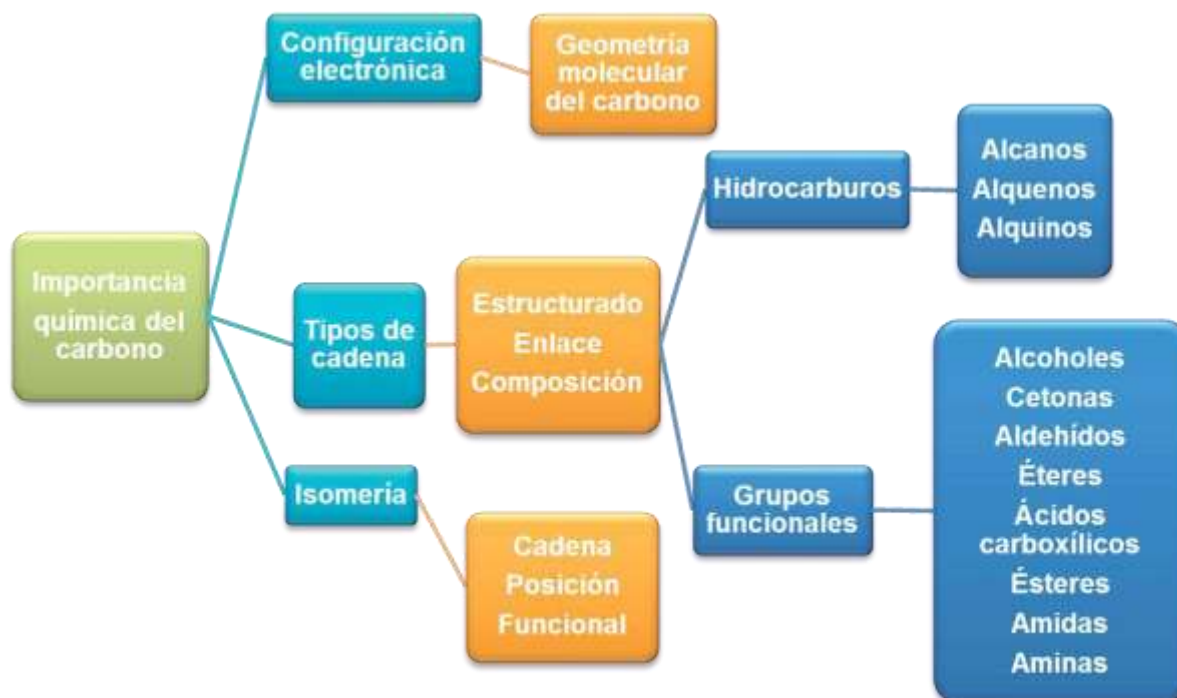 Importancia
química del
carbono
Configuración
electrónica
Geometría
molecular
del carbono
Tipos de
cadena
Estructurado
Enlace
Composición
Hidrocarburos
Alcanos
Alquenos
Alquinos
Grupos
funcionales
Alcoholes
Cetonas
Aldehídos
Éteres
Ácidos
carboxílicos
Ésteres
Amidas
Aminas
Isomería
Cadena
Posición
Funcional